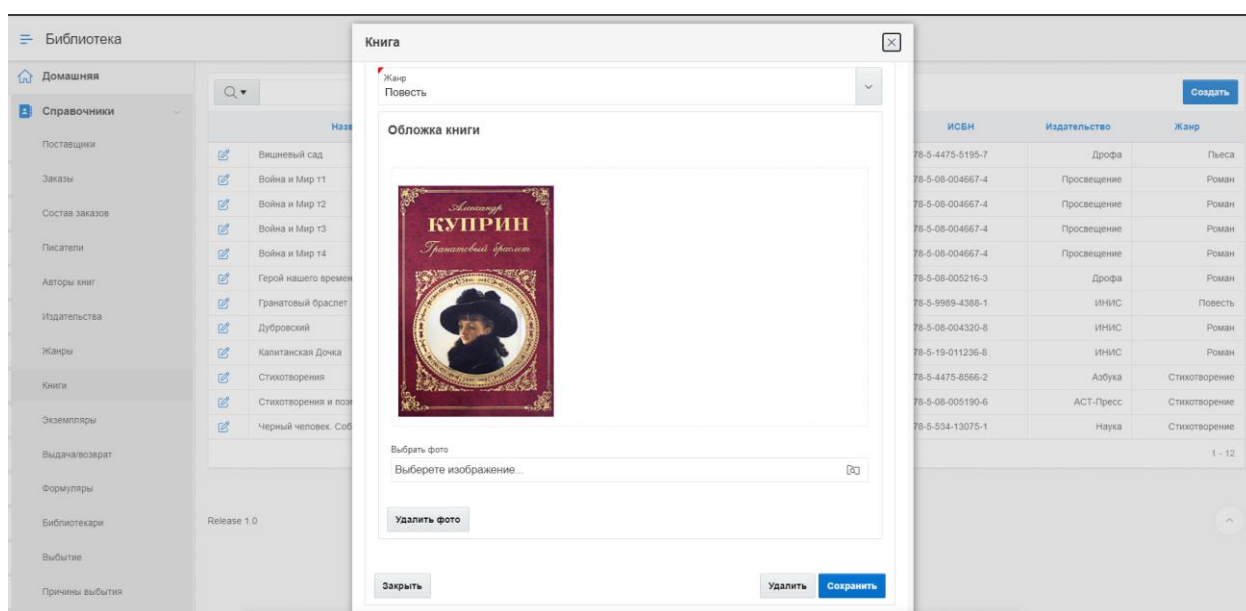 Библиотека
Домашняя
Справочники
Поставщики
Заказы
Состав заказов
Писатели
Авторы книг
Издательства
Жанры
Книги
Экземпляры
Выдача/возврат
Формуляры
Библиотекари
Выбытие
Причины выбытия
Создать
Назв ИСБН Издательство Жанр
Вишневый сад 78-5-4475-5195-7 Дрофа Пьеса
Война и Мир т1 78-5-08-004667-4 Просвещение Роман
Война и Мир т2 78-5-08-004667-4 Просвещение Роман
Война и Мир т3 78-5-08-004667-4 Просвещение Роман
Война и Мир т4 78-5-08-004667-4 Просвещение Роман
Герой нашего времен 78-5-08-005216-3 Дрофа Роман
Гранатовый браслет 78-5-9989-4388-1 ИНИС Повесть
Дубровский 78-5-08-004320-8 ИНИС Роман
Капитанская Дочка 78-5-19-011236-8 ИНИС Роман
Стихотворения 78-5-4475-8566-2 Азбука Стихотворение
Стихотворения и поэ 78-5-08-005190-6 АСТ-Пресс Стихотворение
Черный человек. Соб 78-5-534-13075-1 Наука Стихотворение
1 - 12
Release 1.0
Книга
Жанр
Повесть
Обложка книги
Александр
КУПРИН
Гранатовый браслет
Выбрать фото
Выберете изображение...
Удалить фото
Закрыть Удалить Сохранить